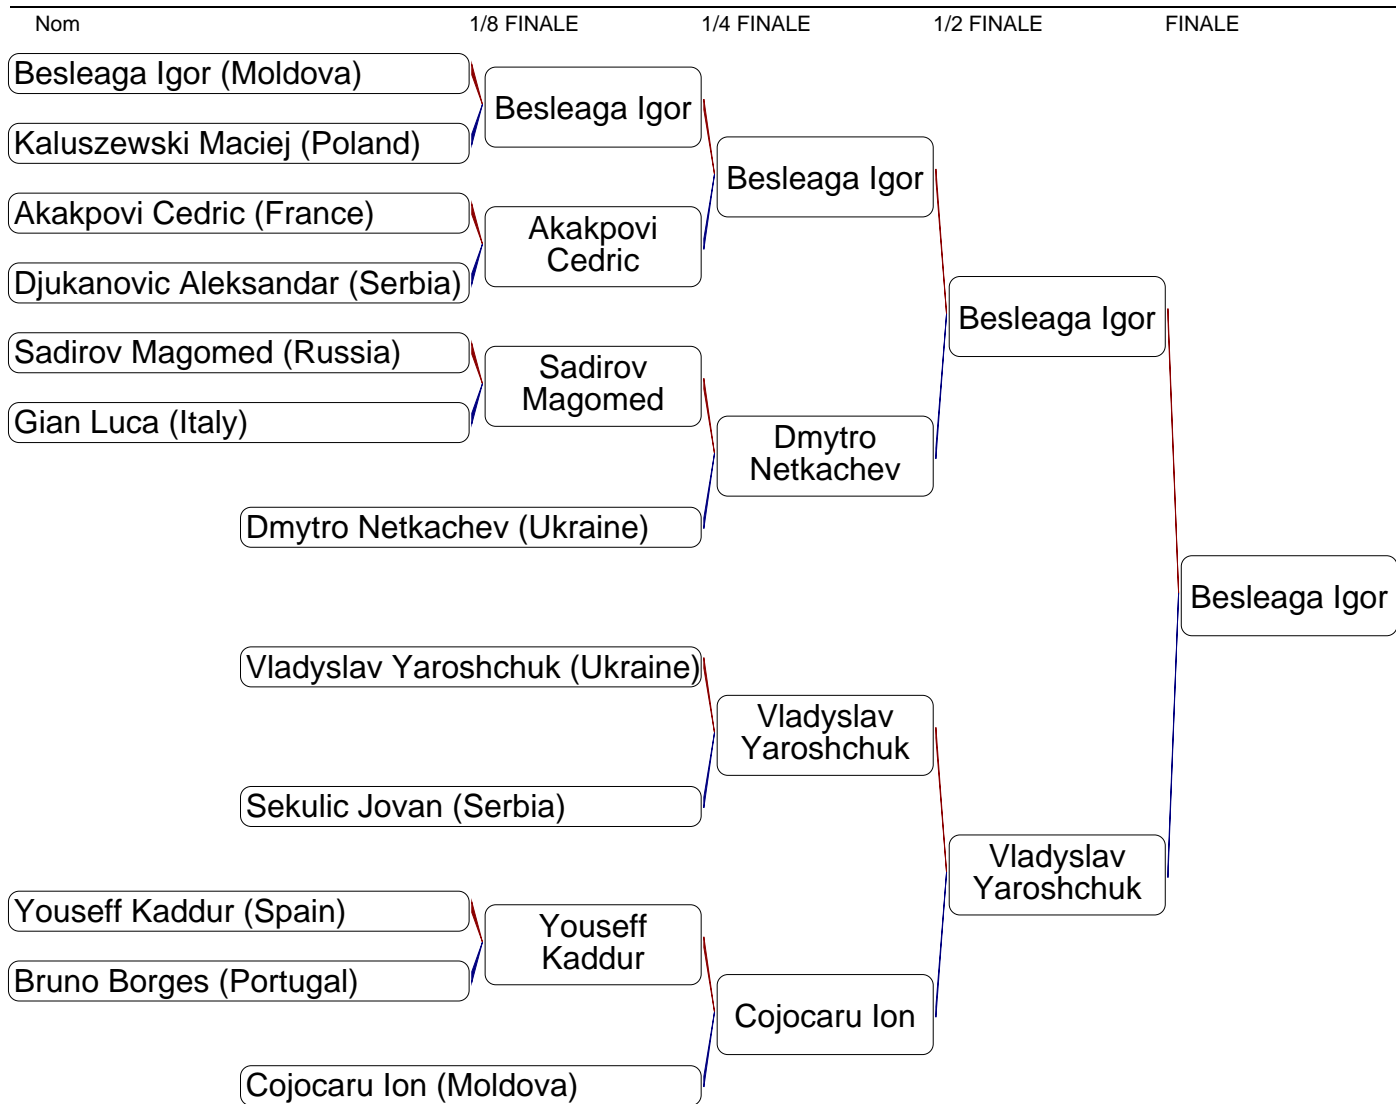 Nom 1/8 FINALE 1/4 FINALE 1/2 FINALE FINALE
Besleaga Igor (Moldova)
Kaluszewski Maciej (Poland)
Akakpovi Cedric (France)
Djukanovic Aleksandar (Serbia)
Sadirov Magomed (Russia)
Gian Luca (Italy)
Dmytro Netkachev (Ukraine)
Vladyslav Yaroshchuk (Ukraine)
Sekulic Jovan (Serbia)
Youseff Kaddur (Spain)
Bruno Borges (Portugal)
Cojocaru Ion (Moldova)
Besleaga Igor
Akakpovi
Cedric
Sadirov
Magomed
Youseff
Kaddur
Besleaga Igor
Dmytro
Netkachev
Vladyslav
Yaroshchuk
Cojocaru Ion
Besleaga Igor
Vladyslav
Yaroshchuk
Besleaga Igor